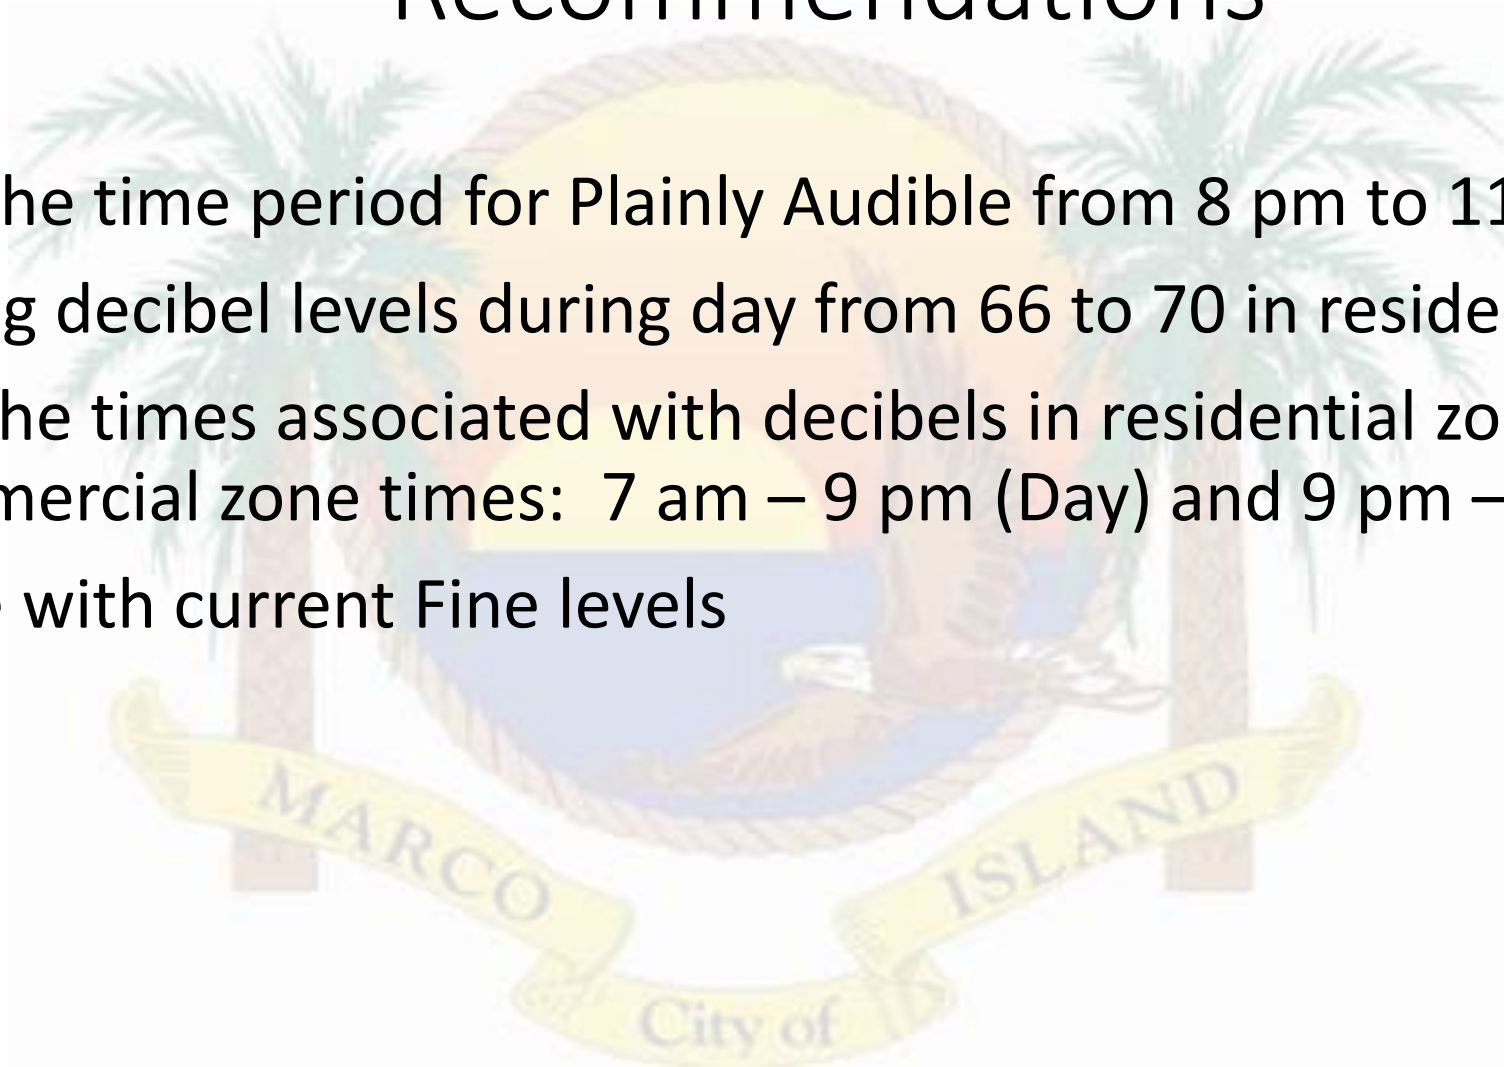 Recommendations
he time period for Plainly Audible from 8 pm to 11
g decibel levels during day from 66 to 70 in reside
he times associated with decibels in residential zo
mercial zone times:  7 am – 9 pm (Day) and 9 pm –
with current Fine levels
MARCO ISLAND
City of